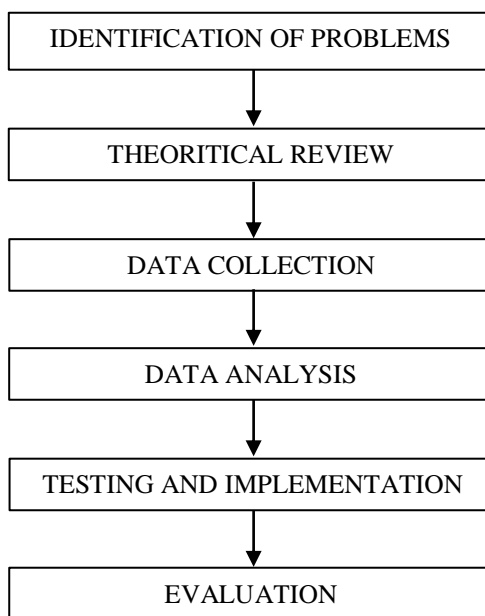 IDENTIFICATION OF PROBLEMS
THEORITICAL REVIEW
DATA COLLECTION
DATA ANALYSIS
TESTING AND IMPLEMENTATION
EVALUATION